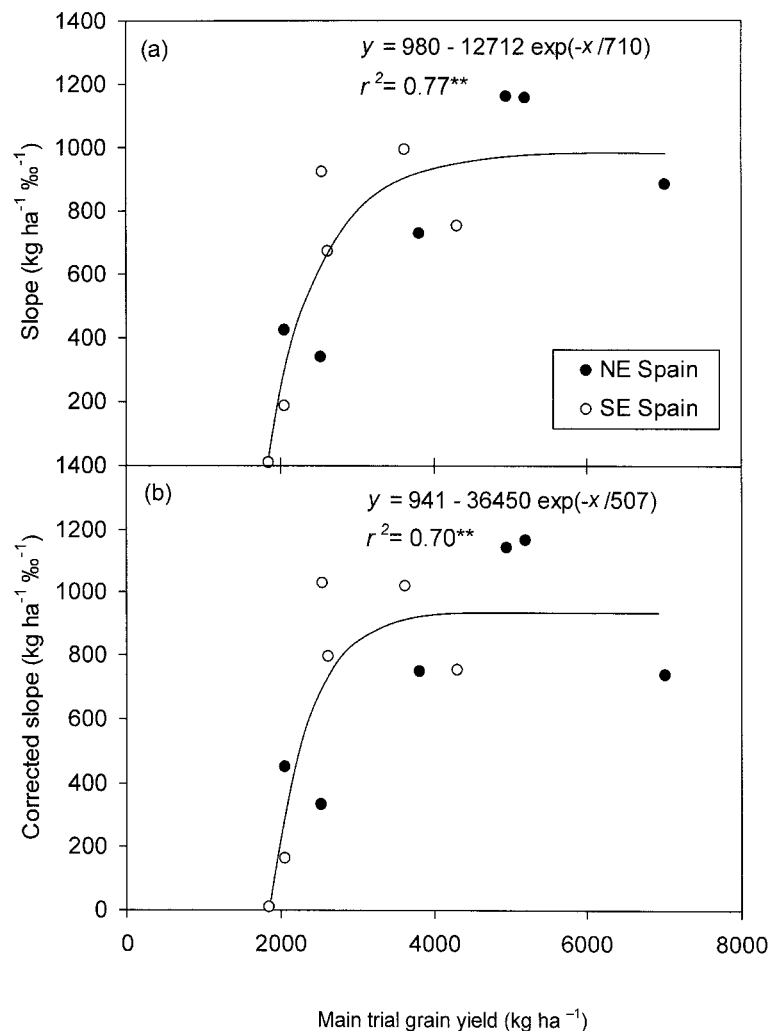 1400
(a)
y = 980 - 12712 exp(-x/710)
r² = 0.77**
1200
1000
800
600
400
200
Slope (kg ha⁻¹ ‰⁻¹)
NE Spain
SE Spain
1400
(b)
y = 941 - 36450 exp(-x/507)
r² = 0.70**
1200
1000
800
600
400
200
0
Corrected slope (kg ha⁻¹ ‰⁻¹)
0 2000 4000 6000 8000
Main trial grain yield (kg ha⁻¹)